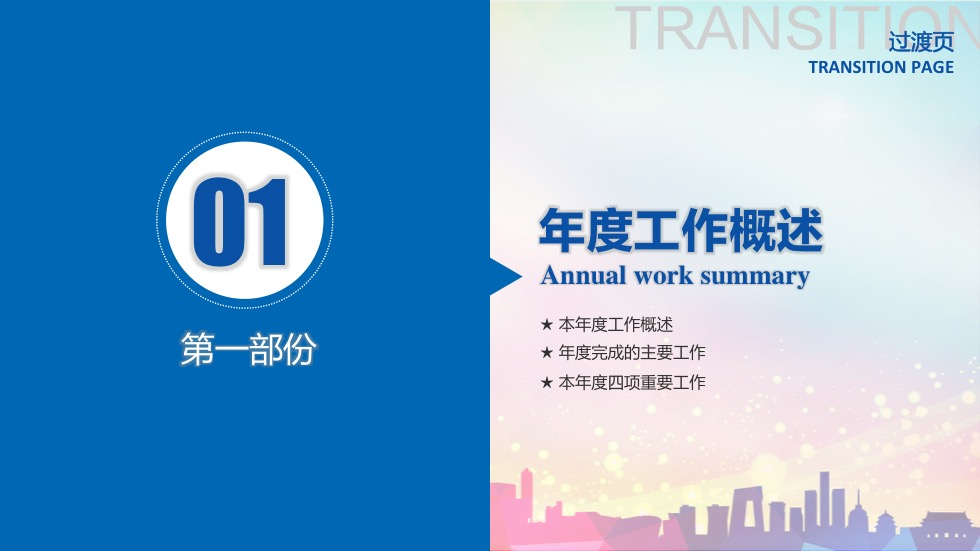 TRANSITION
过渡页
TRANSITION PAGE
01
第一部份
年度工作概述
Annual work summary
★ 本年度工作概述
★ 年度完成的主要工作
★ 本年度四项重要工作